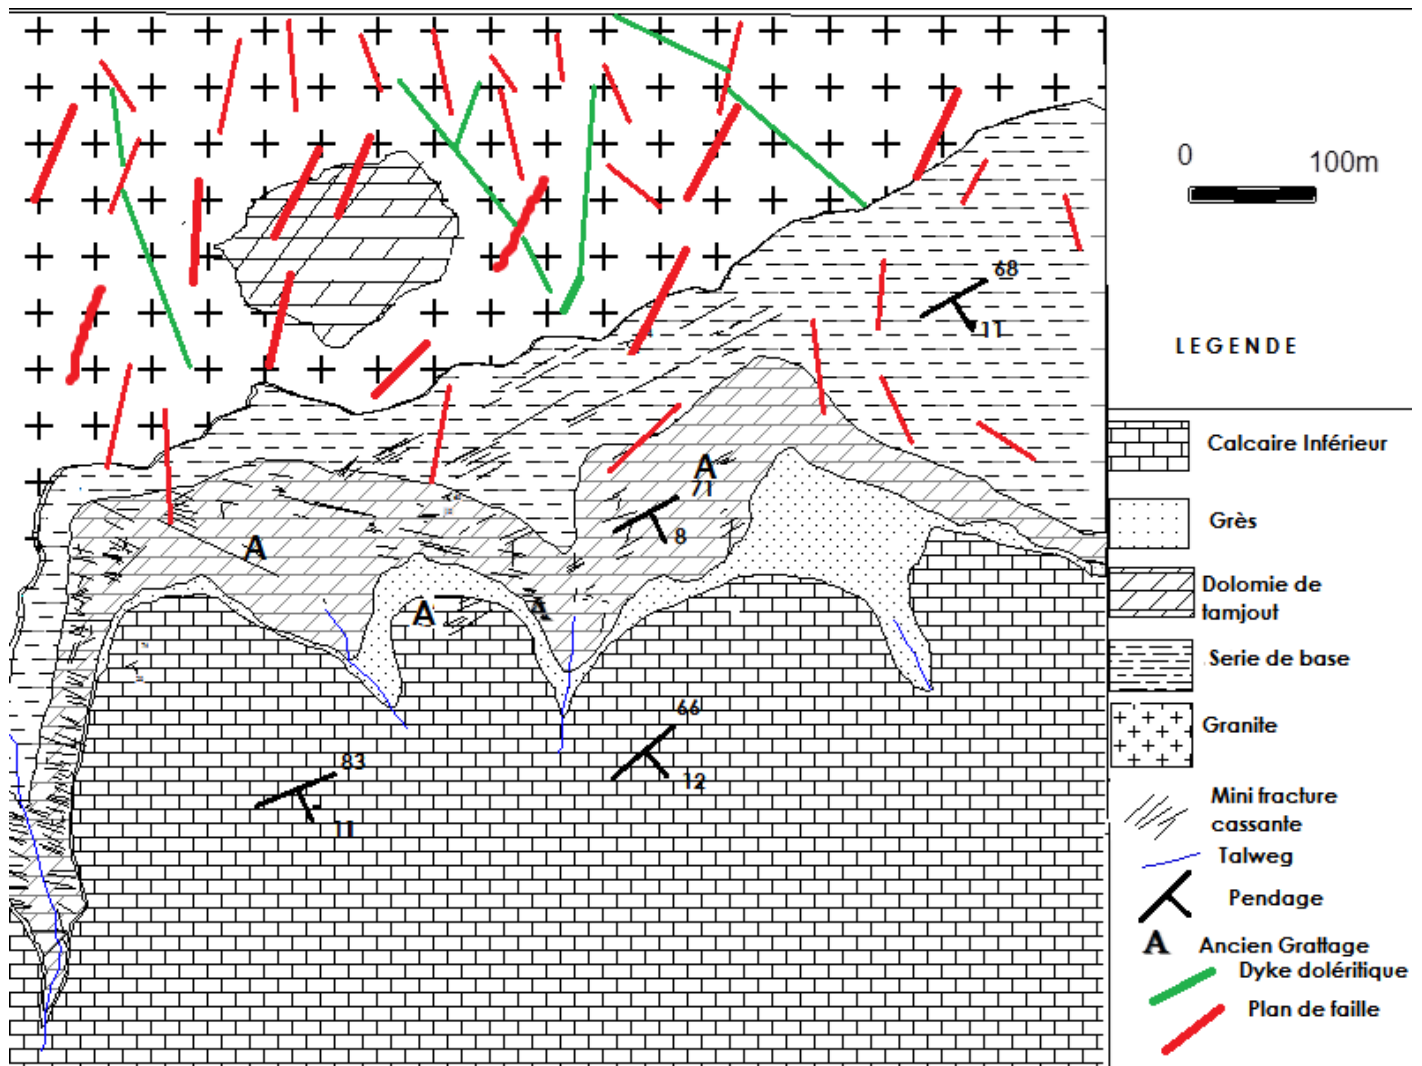 0 100m
68
11
L E G E N D E
Calcaire Inférieur
A
71
Grès
8
A
Dolomie de
tamjout
A
A
Serie de base
66
Granite
83
12
Mini fracture
cassante
11
Talweg
Pendage
A Ancien Grattage
Dyke doléritique
Plan de faille